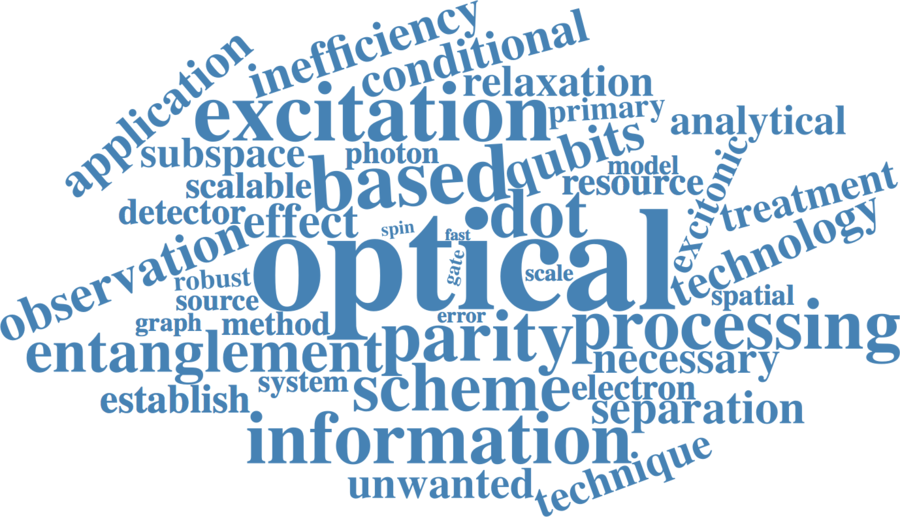 inefficiency
conditional
application
relaxation
excitation
primary
analytical
subspace
photon
qubits
model
scalable
based
resource
excitonic
treatment
detector
effect
spin
fast
dot
technology
observation
optical
gate
scale
robust
source
spatial
graph
method
error
parity
processing
entanglement
necessary
system
scheme
electron
establish
separation
information
technique
unwanted